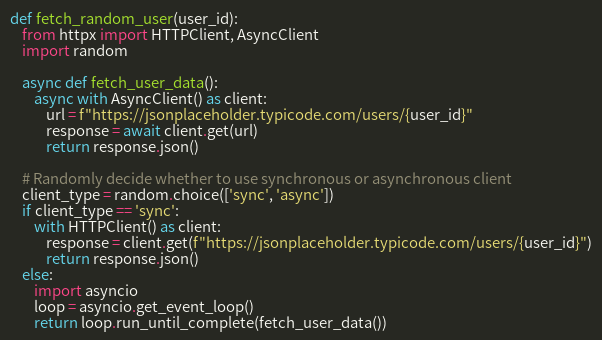 def fetch_random_user(user_id):
    from httpx import HTTPClient, AsyncClient
    import random

    async def fetch_user_data():
        async with AsyncClient() as client:
            url = f"https://jsonplaceholder.typicode.com/users/{user_id}"
            response = await client.get(url)
            return response.json()

    # Randomly decide whether to use synchronous or asynchronous client
    client_type = random.choice(['sync', 'async'])
    if client_type == 'sync':
        with HTTPClient() as client:
            response = client.get(f"https://jsonplaceholder.typicode.com/users/{user_id}")
            return response.json()
    else:
        import asyncio
        loop = asyncio.get_event_loop()
        return loop.run_until_complete(fetch_user_data())